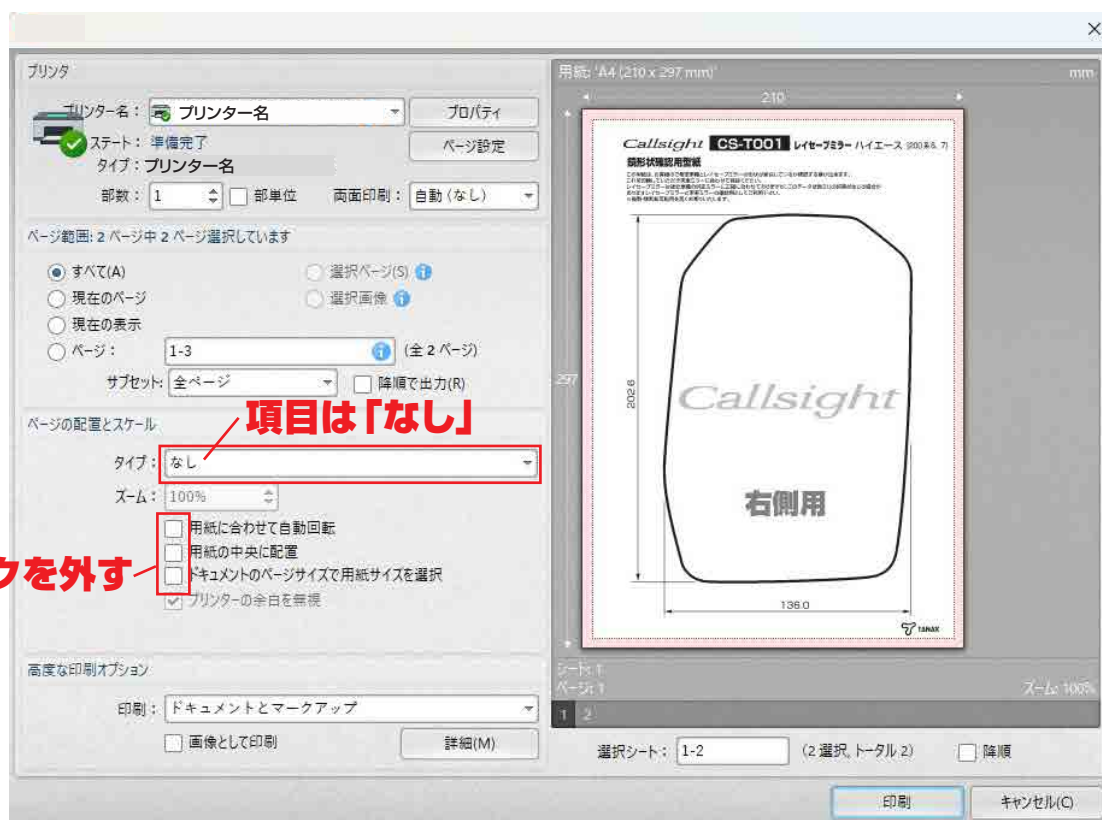 プリンタ
プリンター名： プリンター名 プロパティ
ステート： 準備完了 ページ設定
タイプ：プリンター名
部数： 1 部単位 両面印刷： 自動（なし）
ページ範囲: 2 ページ中 2 ページ選択しています
すべて(A) 選択ページ(S)
現在のページ 選択画像
現在の表示
ページ： 1-3 (全 2 ページ)
サブセット: 全ページ 降順で出力(R)
ページの配置とスケール
項目は「なし」
タイプ： なし
ズーム： 100%
用紙に合わせて自動回転
用紙の中央に配置
クを外す
ドキュメントのページサイズで用紙サイズを選択
プリンターの余白を無視
高度な印刷オプション
印刷： ドキュメントとマークアップ
画像として印刷 詳細(M)
用紙: 'A4 (210 x 297 mm)' mm
210
297
Callsight CS-T001 レイセーブミラー ハイエース (200系6, 7)
鏡形状確認用型紙
202.6
Callsight
右側用
136.0
TANAX
シート: 1
ページ: 1 ズーム: 100%
1 2
選択シート： 1-2 (2 選択, トータル 2) 降順
印刷 キャンセル(C)